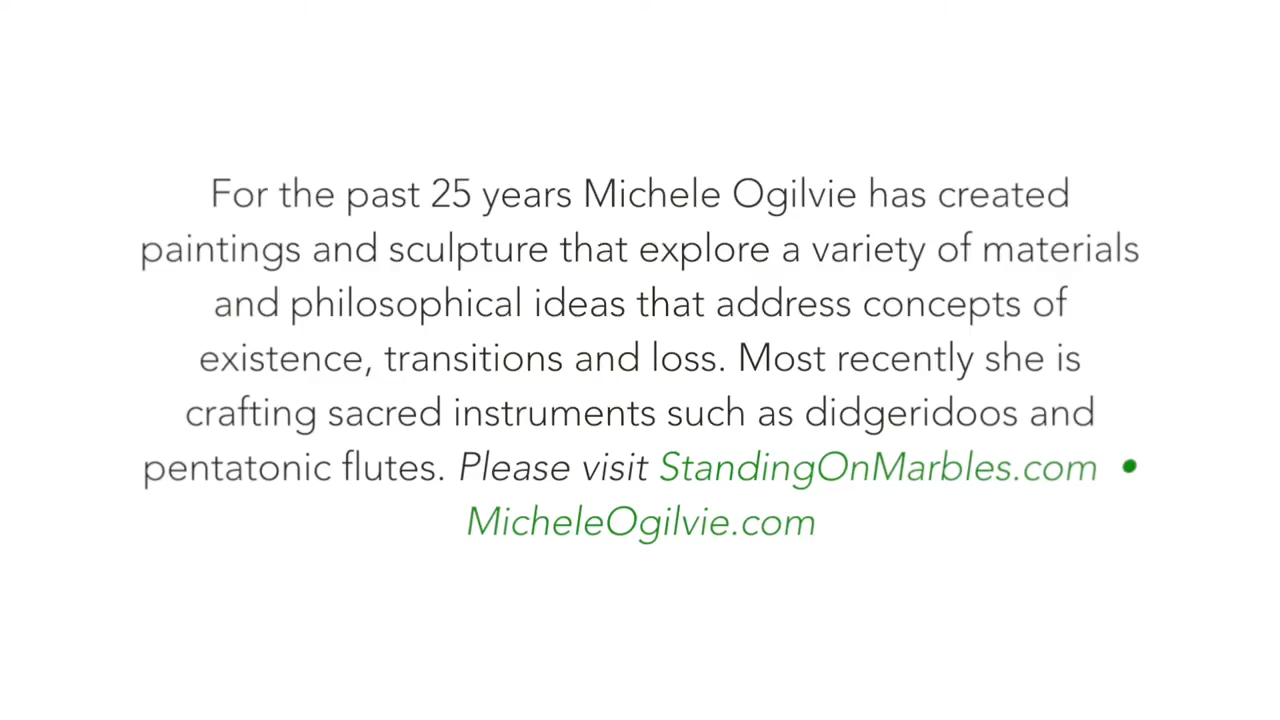 For the past 25 years Michele Ogilvie has created
paintings and sculpture that explore a variety of materials
and philosophical ideas that address concepts of
existence, transitions and loss. Most recently she is
crafting sacred instruments such as didgeridoos and
pentatonic flutes. Please visit StandingOnMarbles.com •
MicheleOgilvie.com